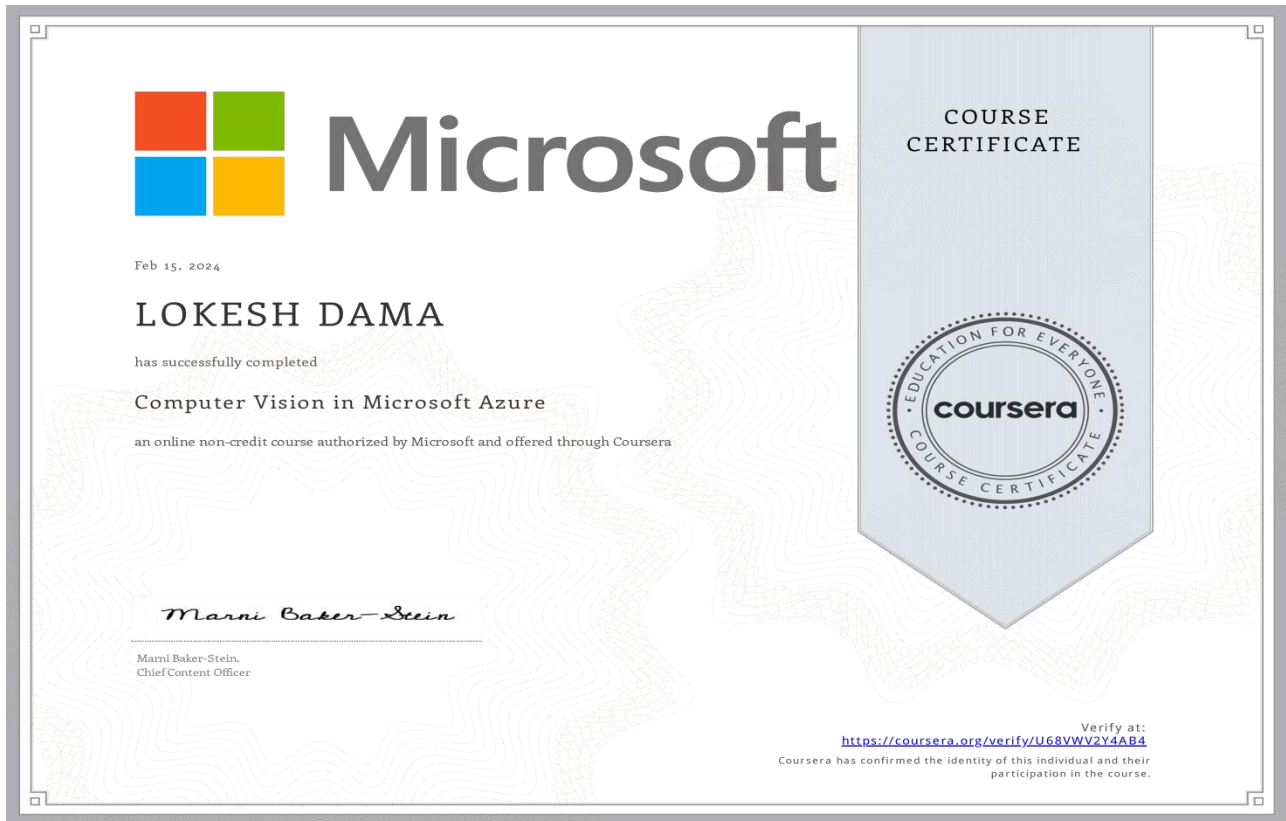 Microsoft
COURSE
CERTIFICATE
Feb 15, 2024
LOKESH DAMA
has successfully completed
Computer Vision in Microsoft Azure
an online non-credit course authorized by Microsoft and offered through Coursera
EDUCATION FOR EVERYONE
coursera
COURSE CERTIFICATE
Marni Baker-Stein
Marni Baker-Stein,
Chief Content Officer
Verify at:
https://coursera.org/verify/U68VWV2Y4AB4
Coursera has confirmed the identity of this individual and their
participation in the course.